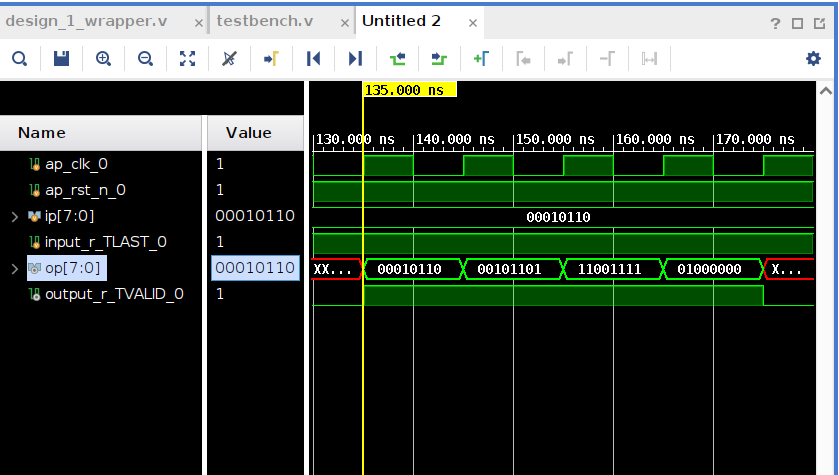 design_1_wrapper.v × testbench.v × Untitled 2 × ?
135.000 ns
Name Value
130.000 ns 140.000 ns 150.000 ns 160.000 ns 170.000 ns
ap_clk_0 1
ap_rst_n_0 1
ip[7:0] 00010110 00010110
input_r_TLAST_0 1
op[7:0] 00010110 XX... 00010110 00101101 11001111 01000000 X...
output_r_TVALID_0 1